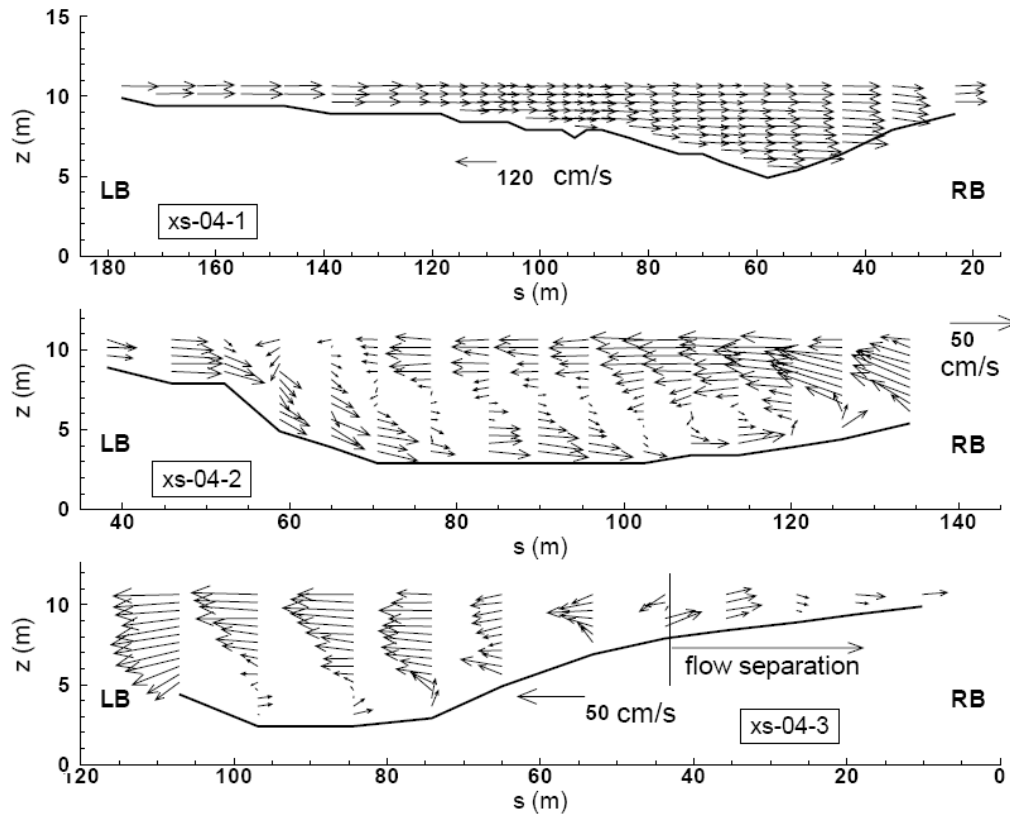 15
10
5
0
z (m)
LB
RB
120 cm/s
xs-04-1
180 160 140 120 100 80 60 40 20
s (m)
10
5
0
z (m)
50
cm/s
LB
RB
xs-04-2
40 60 80 100 120 140
s (m)
10
5
0
z (m)
flow separation
LB
RB
50 cm/s
xs-04-3
120 100 80 60 40 20 0
s (m)